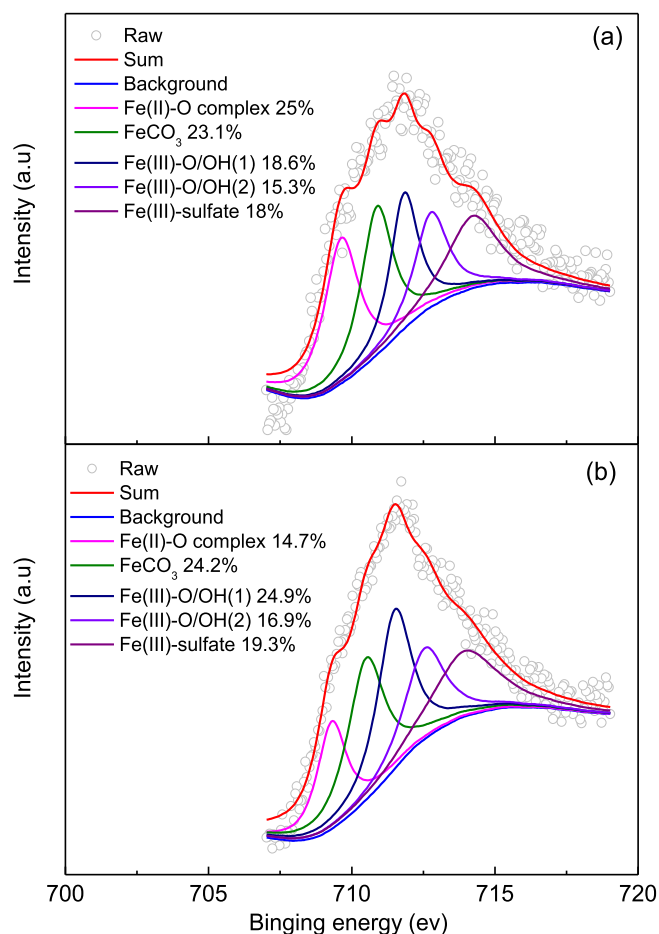 (a)
Raw
Sum
Background
Fe(II)-O complex 25%
FeCO3 23.1%
Fe(III)-O/OH(1) 18.6%
Fe(III)-O/OH(2) 15.3%
Fe(III)-sulfate 18%
Intensity (a.u)
(b)
Raw
Sum
Background
Fe(II)-O complex 14.7%
FeCO3 24.2%
Fe(III)-O/OH(1) 24.9%
Fe(III)-O/OH(2) 16.9%
Fe(III)-sulfate 19.3%
Intensity (a.u)
700 705 710 715 720
Binging energy (ev)